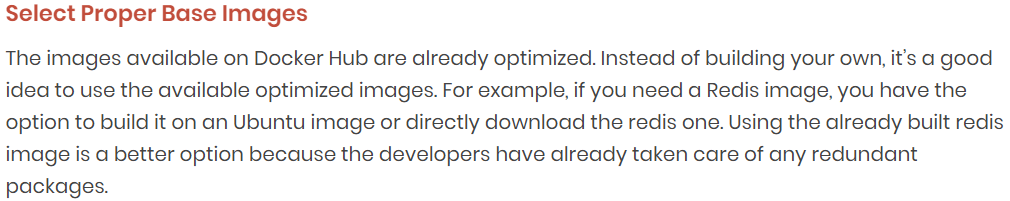 Select Proper Base Images
The images available on Docker Hub are already optimized. Instead of building your own, it's a good
idea to use the available optimized images. For example, if you need a Redis image, you have the
option to build it on an Ubuntu image or directly download the redis one. Using the already built redis
image is a better option because the developers have already taken care of any redundant
packages.